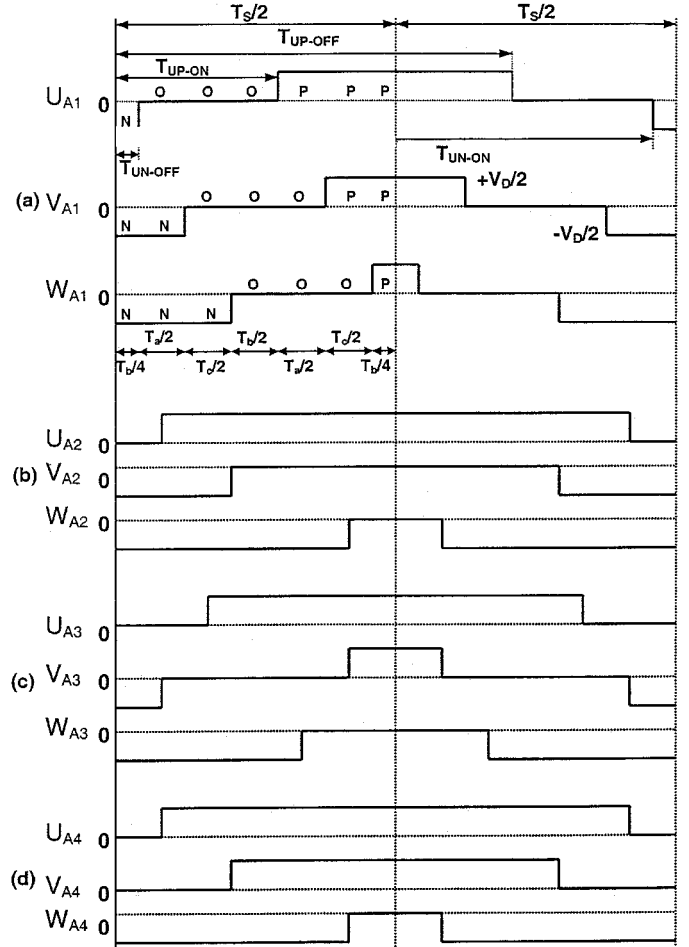 T_S/2 T_S/2
T_UP-OFF
T_UP-ON
U_A1 0 N O O O P P P
T_UN-OFF T_UN-ON
(a) V_A1 0 N N O O O P P +V_D/2
-V_D/2
W_A1 0 N N N O O O P
T_a/2 T_b/2 T_c/2
T_b/4 T_c/2 T_a/2 T_b/4
U_A2 0
(b) V_A2 0
W_A2 0
U_A3 0
(c) V_A3 0
W_A3 0
U_A4 0
(d) V_A4 0
W_A4 0